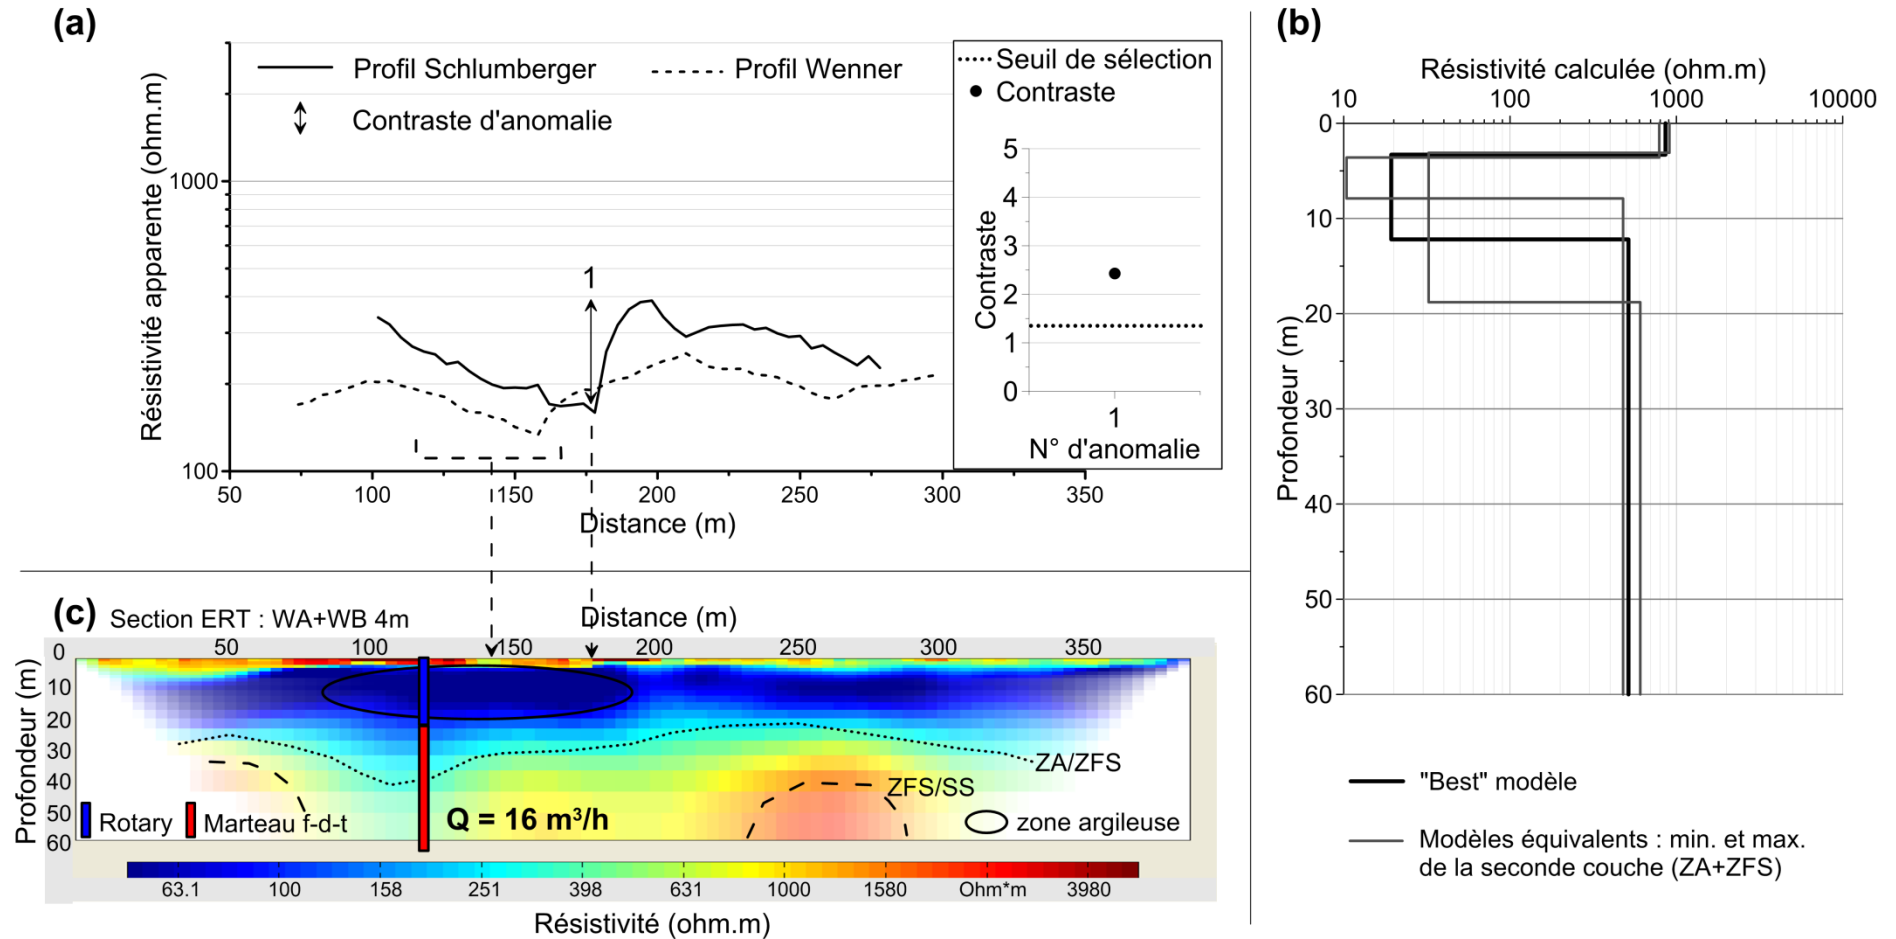 (a)
Résistivité apparente (ohm.m)
1000
100
Profil Schlumberger
Profil Wenner
Contraste d'anomalie
1
50 100 150 200 250 300 350
Distance (m)
Seuil de sélection
Contraste
Contraste
5
4
3
2
1
0
1
N° d'anomalie
(b)
Résistivité calculée (ohm.m)
10 100 1000 10000
Profondeur (m)
0
10
20
30
40
50
60
"Best" modèle
Modèles équivalents : min. et max.
de la seconde couche (ZA+ZFS)
(c)
Section ERT : WA+WB 4m
Distance (m)
50 100 150 200 250 300 350
Profondeur (m)
0
10
20
30
40
50
60
ZA/ZFS
ZFS/SS
Rotary
Marteau f-d-t
Q = 16 m³/h
zone argileuse
63.1 100 158 251 398 631 1000 1580 Ohm*m 3980
Résistivité (ohm.m)